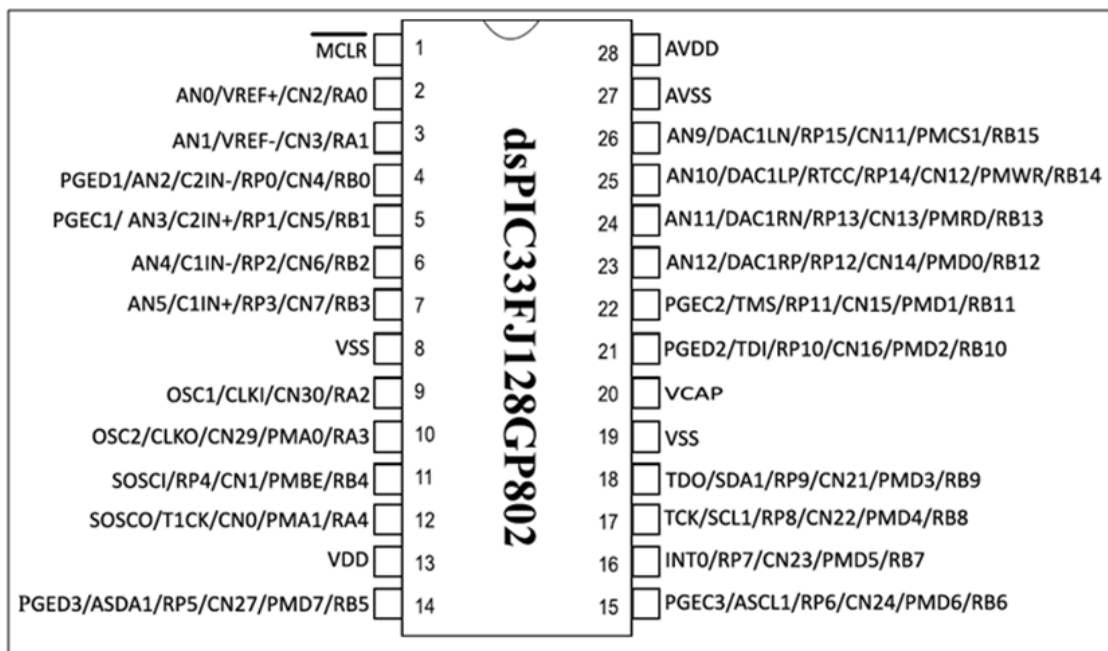 MCLR 1
AN0/VREF+/CN2/RA0 2
AN1/VREF-/CN3/RA1 3
PGED1/AN2/C2IN-/RP0/CN4/RB0 4
PGEC1/ AN3/C2IN+/RP1/CN5/RB1 5
AN4/C1IN-/RP2/CN6/RB2 6
AN5/C1IN+/RP3/CN7/RB3 7
VSS 8
OSC1/CLKI/CN30/RA2 9
OSC2/CLKO/CN29/PMA0/RA3 10
SOSCI/RP4/CN1/PMBE/RB4 11
SOSCO/T1CK/CN0/PMA1/RA4 12
VDD 13
PGED3/ASDA1/RP5/CN27/PMD7/RB5 14
dsPIC33FJ128GP802
28 AVDD
27 AVSS
26 AN9/DAC1LN/RP15/CN11/PMCS1/RB15
25 AN10/DAC1LP/RTCC/RP14/CN12/PMWR/RB14
24 AN11/DAC1RN/RP13/CN13/PMRD/RB13
23 AN12/DAC1RP/RP12/CN14/PMD0/RB12
22 PGEC2/TMS/RP11/CN15/PMD1/RB11
21 PGED2/TDI/RP10/CN16/PMD2/RB10
20 VCAP
19 VSS
18 TDO/SDA1/RP9/CN21/PMD3/RB9
17 TCK/SCL1/RP8/CN22/PMD4/RB8
16 INT0/RP7/CN23/PMD5/RB7
15 PGEC3/ASCL1/RP6/CN24/PMD6/RB6